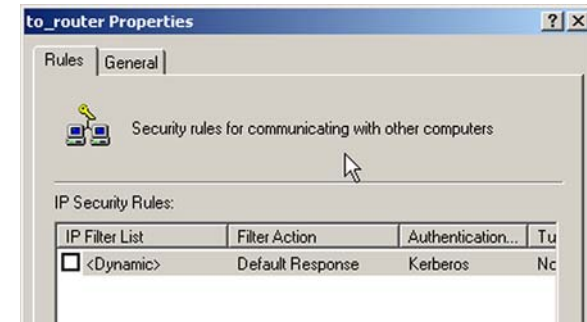 to_router Properties
Rules General
Security rules for communicating with other computers
IP Security Rules:
IP Filter List Filter Action Authentication... Tu
<Dynamic> Default Response Kerberos Nc